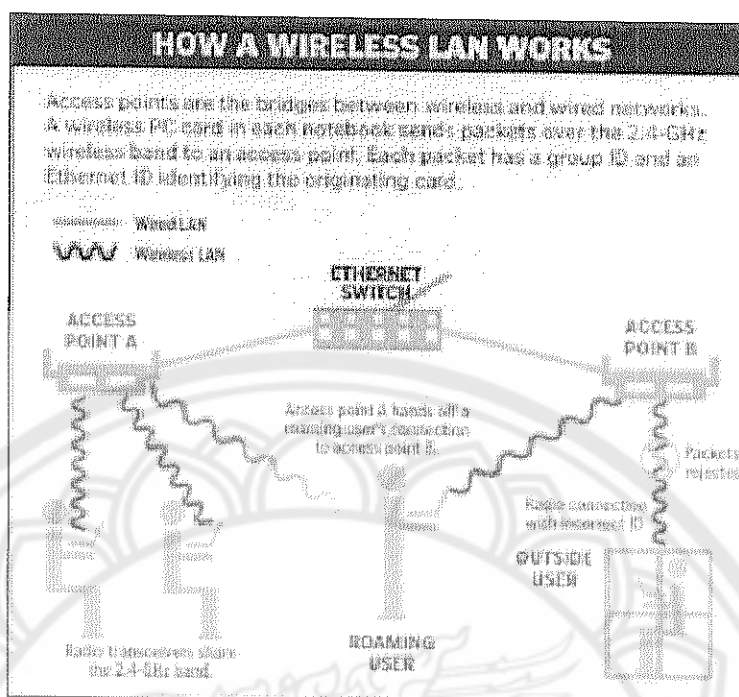 HOW A WIRELESS LAN WORKS
Access points are the bridges between wireless and wired networks.
A wireless PC card in each notebook sends packets over the 2.4-GHz
wireless band to an access point. Each packet has a group ID and an
Ethernet ID identifying the originating card.
Wired LAN
Wireless LAN
ETHERNET
SWITCH
ACCESS
POINT A
ACCESS
POINT B
Access point A hands off a
roaming user's connection
to access point B.
Packets
rejected
Radio connection
with incorrect ID
OUTSIDE
USER
Radio transceivers share
the 2.4-GHz band.
ROAMING
USER